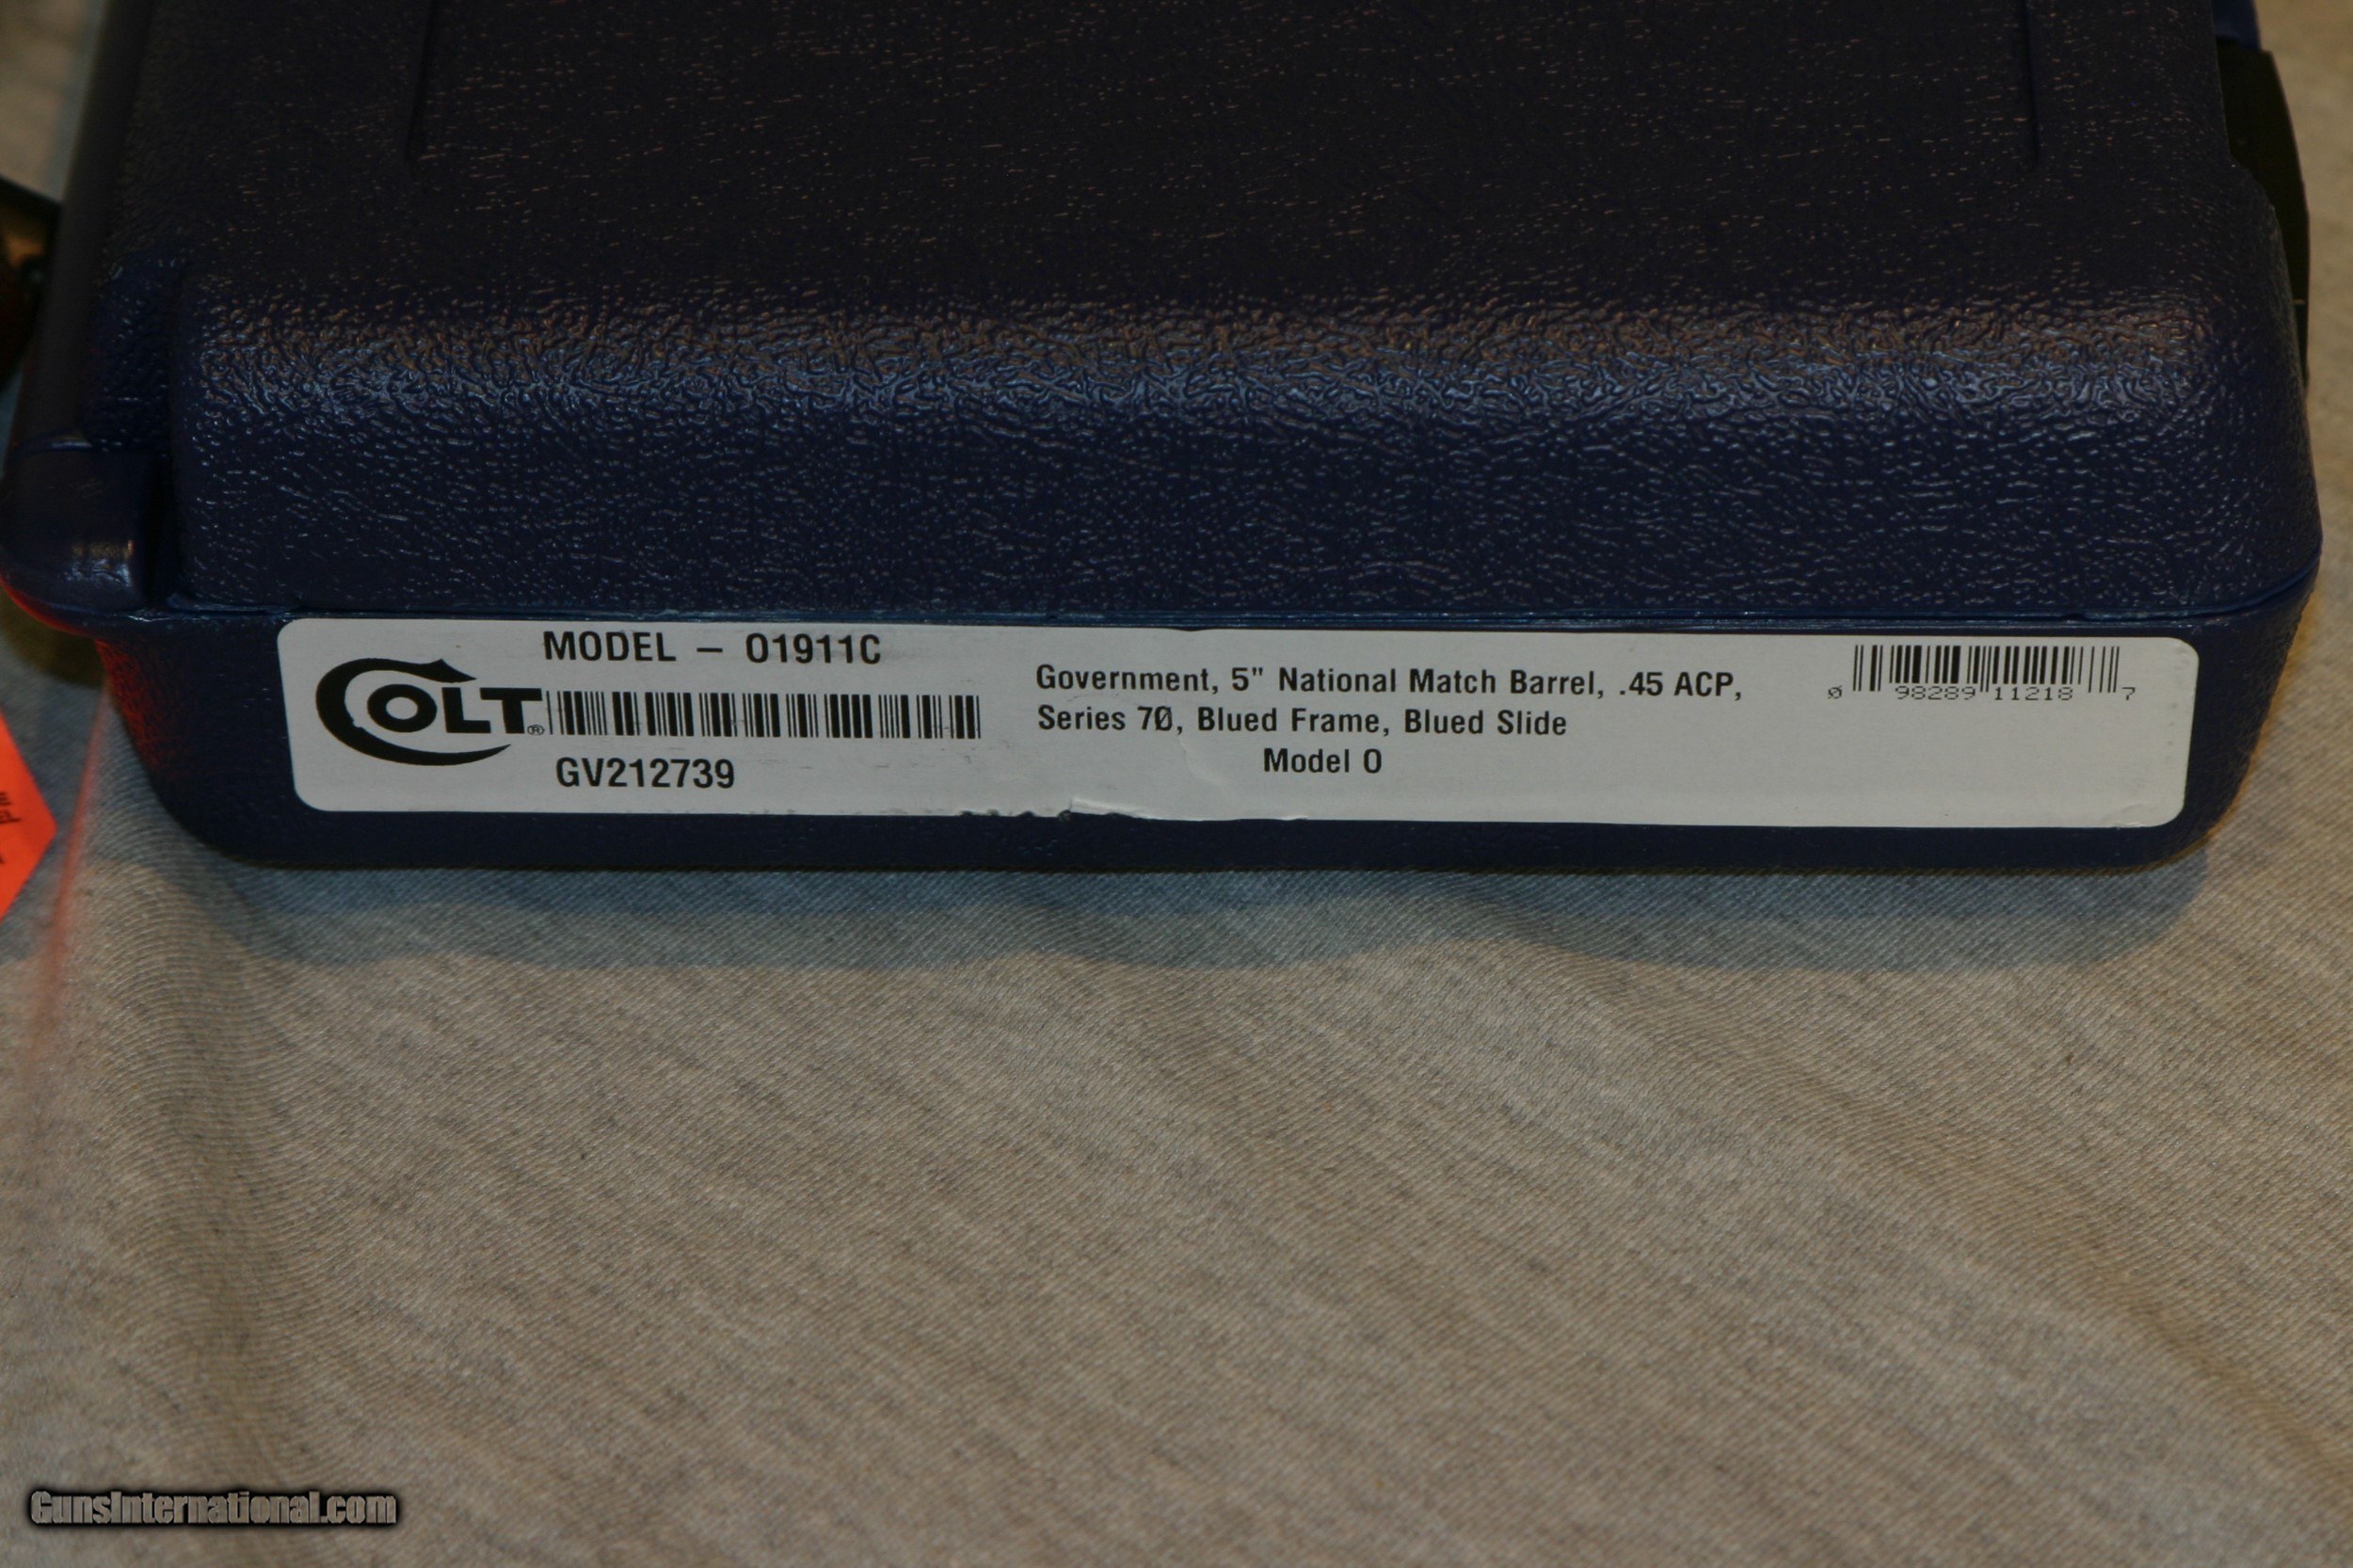 MODEL – O1911C
COLT®
GV212739
Government, 5" National Match Barrel, .45 ACP,
Series 70, Blued Frame, Blued Slide
Model O
0 98289 11218 7
GunsInternational.com